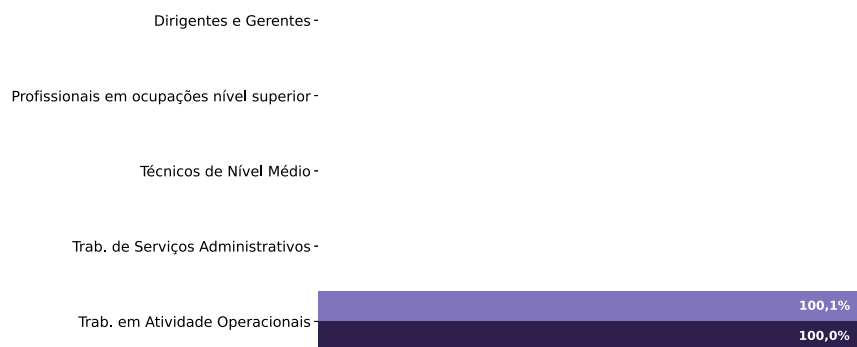 Dirigentes e Gerentes
Profissionais em ocupações nível superior
Técnicos de Nível Médio
Trab. de Serviços Administrativos
100,1%
Trab. em Atividade Operacionais
100,0%